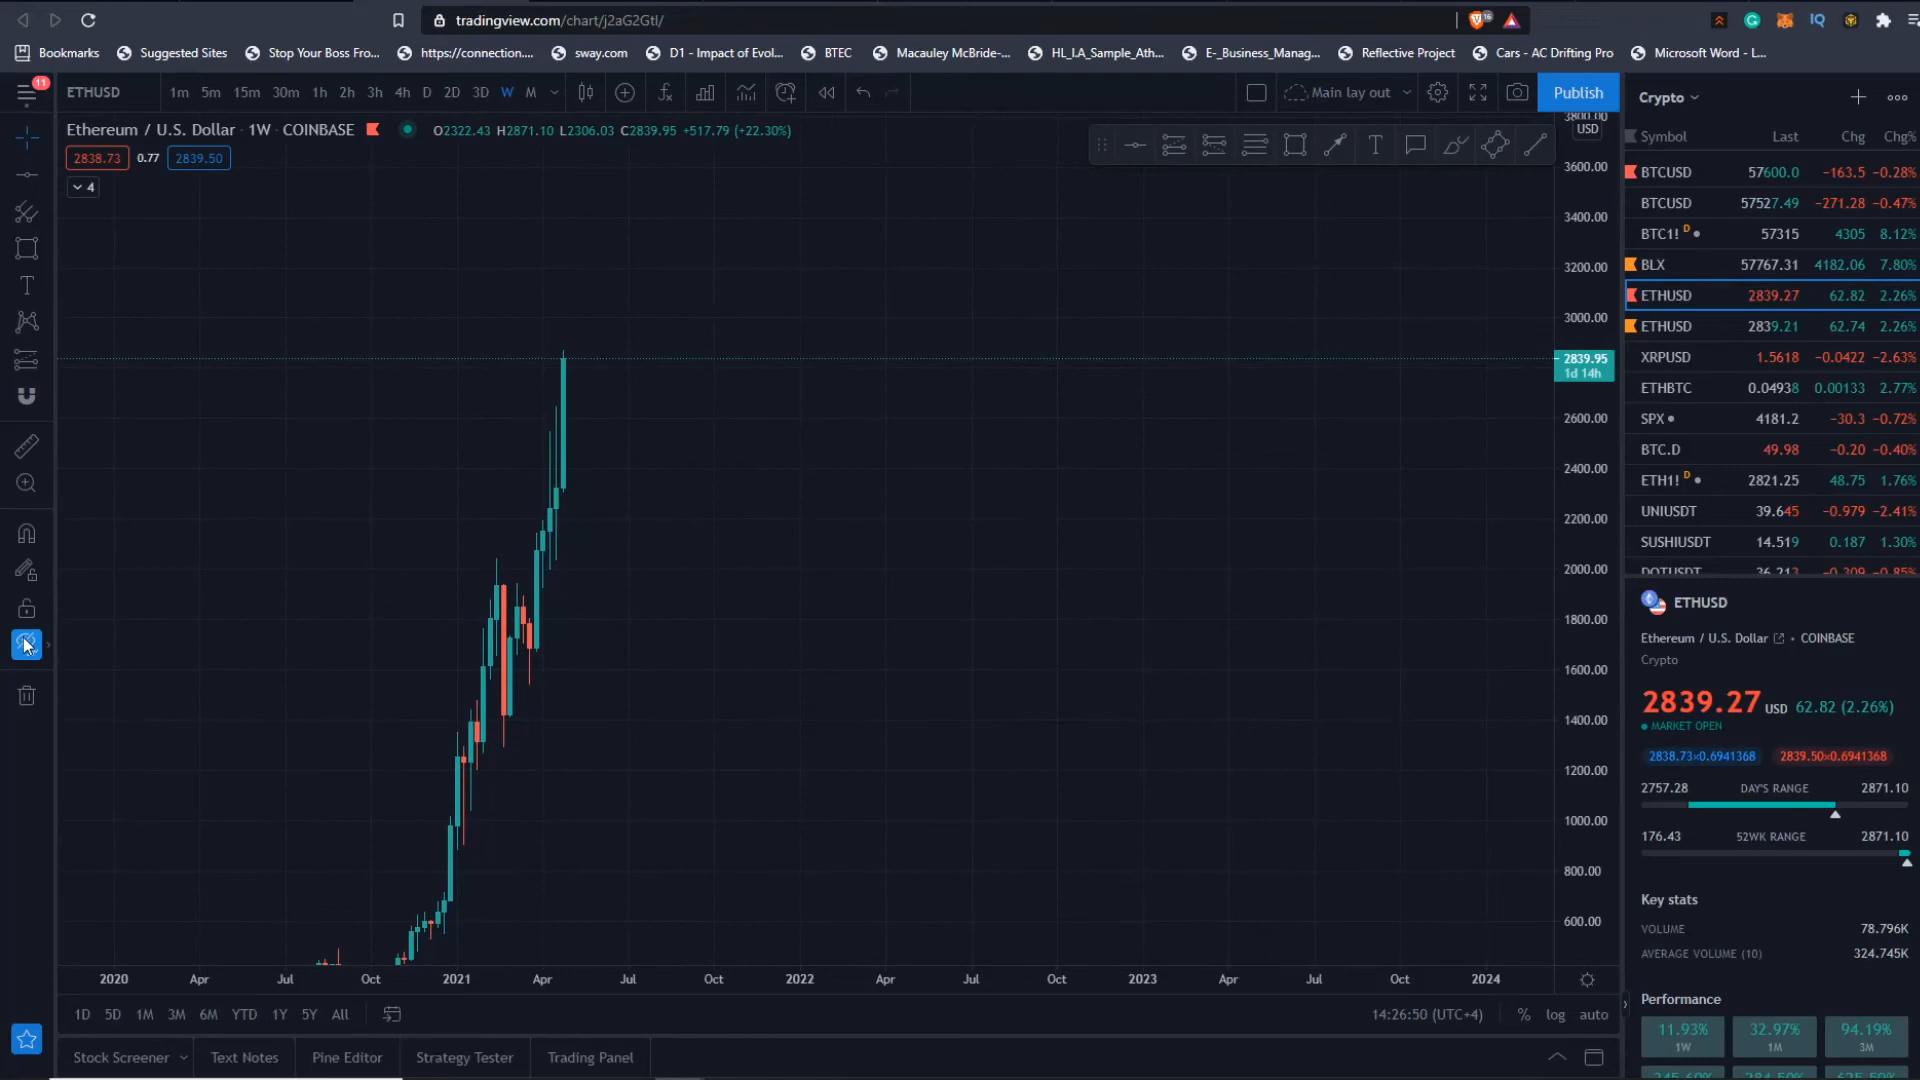 tradingview.com/chart/j2aG2Gtl/
16
IQ
Bookmarks Suggested Sites Stop Your Boss Fro... https://connection.... sway.com D1 - Impact of Evol... BTEC Macauley McBride-... HL_I.A_Sample_Ath... E-_Business_Manag... Reflective Project Cars - AC Drifting Pro Microsoft Word - L...
11
ETHUSD 1m 5m 15m 30m 1h 2h 3h 4h D 2D 3D W M Main lay out Publish
Ethereum / U.S. Dollar · 1W · COINBASE O2322.43 H2871.10 L2306.03 C2839.95 +517.79 (+22.30%)
2838.73 0.77 2839.50
4
3800.00
USD
3600.00
3400.00
3200.00
3000.00
2839.95
1d 14h
2600.00
2400.00
2200.00
2000.00
1800.00
1600.00
1400.00
1200.00
1000.00
800.00
600.00
2020 Apr Jul Oct 2021 Apr Jul Oct 2022 Apr Jul Oct 2023 Apr Jul Oct 2024
1D 5D 1M 3M 6M YTD 1Y 5Y All 14:26:50 (UTC+4) % log auto
Stock Screener Text Notes Pine Editor Strategy Tester Trading Panel
Crypto
Symbol Last Chg Chg%
BTCUSD 57600.0 −163.5 −0.28%
BTCUSD 57527.49 −271.28 −0.47%
BTC1! D 57315 4305 8.12%
BLX 57767.31 4182.06 7.80%
ETHUSD 2839.27 62.82 2.26%
ETHUSD 2839.21 62.74 2.26%
XRPUSD 1.5618 −0.0422 −2.63%
ETHBTC 0.04938 0.00133 2.77%
SPX 4181.2 −30.3 −0.72%
BTC.D 49.98 −0.20 −0.40%
ETH1! D 2821.25 48.75 1.76%
UNIUSDT 39.645 −0.979 −2.41%
SUSHIUSDT 14.519 0.187 1.30%
DOTUSDT 36.213 −0.309 −0.85%
ETHUSD
Ethereum / U.S. Dollar • COINBASE
Crypto
2839.27 USD 62.82 (2.26%)
MARKET OPEN
2838.73×0.6941368 2839.50×0.6941368
2757.28 DAY'S RANGE 2871.10
176.43 52WK RANGE 2871.10
Key stats
VOLUME 78.796K
AVERAGE VOLUME (10) 324.745K
Performance
11.93% 32.97% 94.19%
1W 1M 3M